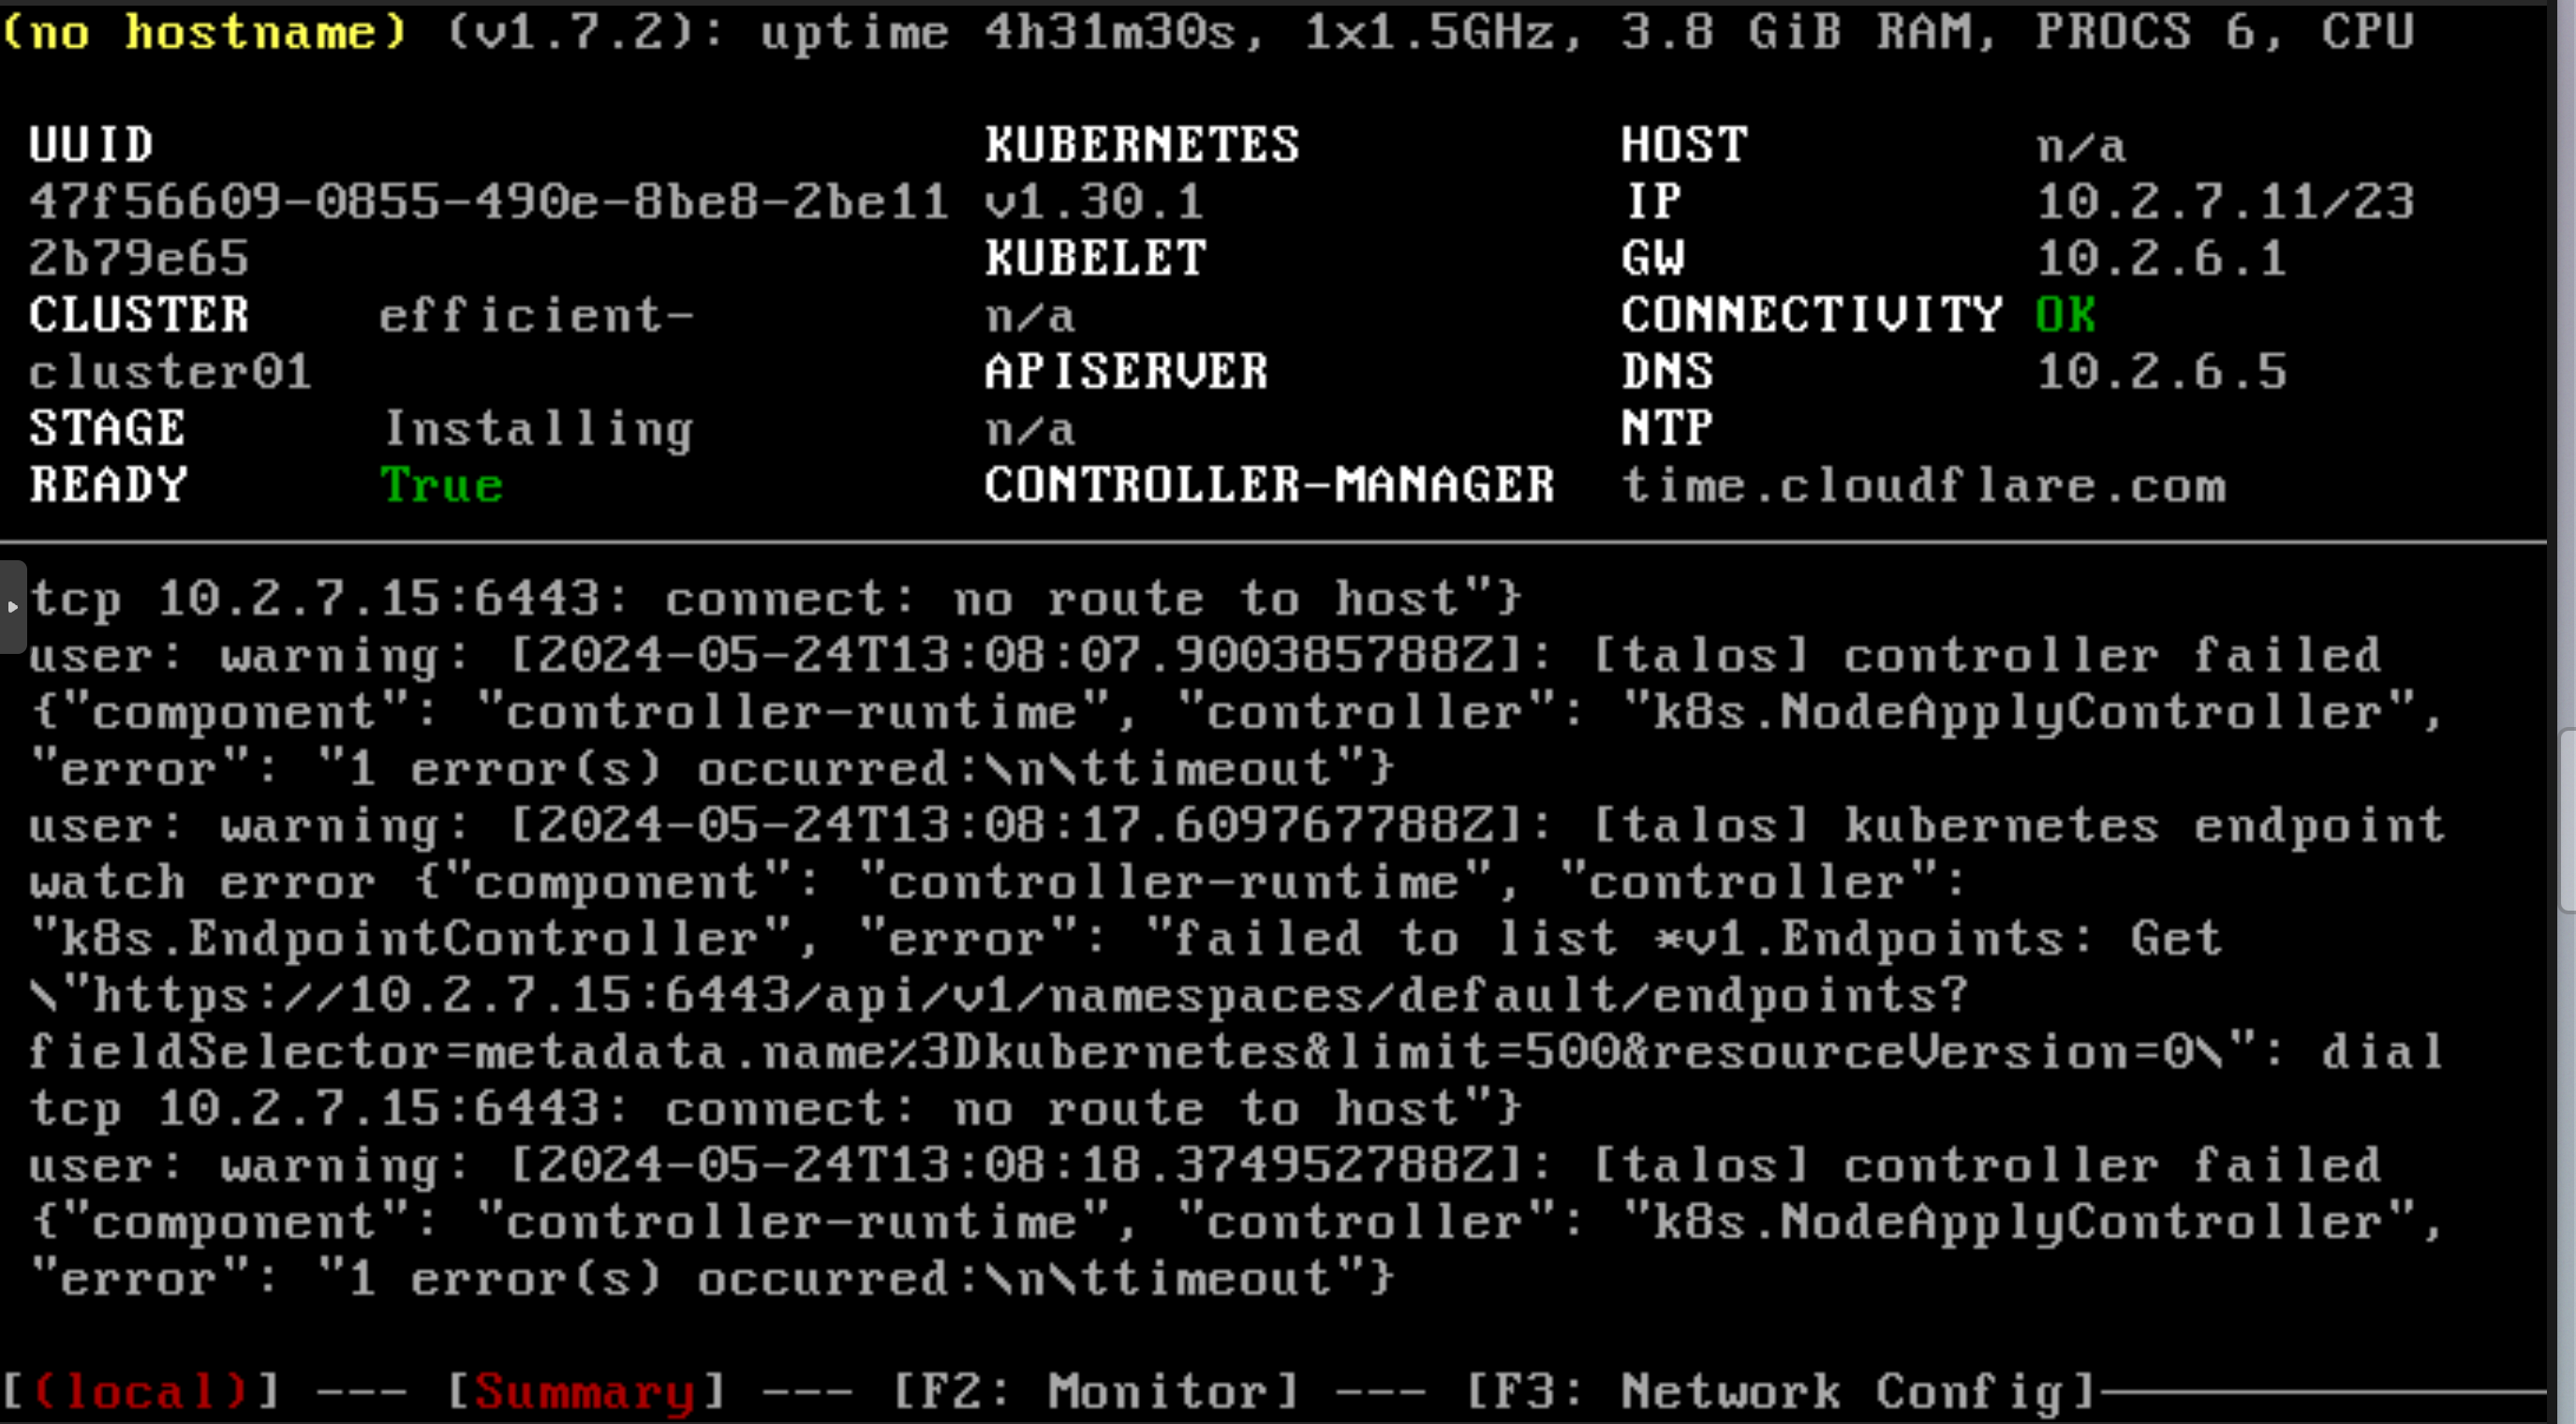 (no hostname) (v1.7.2): uptime 4h31m30s, 1x1.5GHz, 3.8 GiB RAM, PROCS 6, CPU
UUID KUBERNETES HOST n/a
47f56609-0855-490e-8be8-2be11 v1.30.1 IP 10.2.7.11/23
2b79e65 KUBELET GW 10.2.6.1
CLUSTER efficient- n/a CONNECTIVITY OK
cluster01 APISERVER DNS 10.2.6.5
STAGE Installing n/a NTP
READY True CONTROLLER-MANAGER time.cloudflare.com
tcp 10.2.7.15:6443: connect: no route to host"}
user: warning: [2024-05-24T13:08:07.900385788Z]: [talos] controller failed
{"component": "controller-runtime", "controller": "k8s.NodeApplyController",
"error": "1 error(s) occurred:\n\ttimeout"}
user: warning: [2024-05-24T13:08:17.609767788Z]: [talos] kubernetes endpoint
watch error {"component": "controller-runtime", "controller":
"k8s.EndpointController", "error": "failed to list *v1.Endpoints: Get
\"https://10.2.7.15:6443/api/v1/namespaces/default/endpoints?
fieldSelector=metadata.name%3Dkubernetes&limit=500&resourceVersion=0\": dial
tcp 10.2.7.15:6443: connect: no route to host"}
user: warning: [2024-05-24T13:08:18.374952788Z]: [talos] controller failed
{"component": "controller-runtime", "controller": "k8s.NodeApplyController",
"error": "1 error(s) occurred:\n\ttimeout"}
[(local)] --- [Summary] --- [F2: Monitor] --- [F3: Network Config]